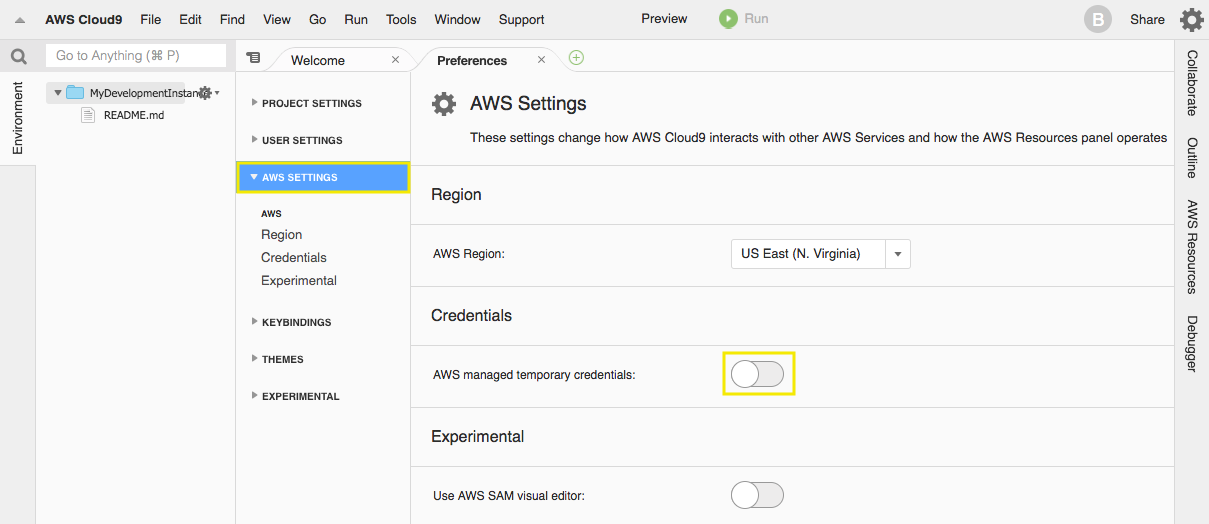 AWS Cloud9 File Edit Find View Go Run Tools Window Support Preview Run B Share
Go to Anything (⌘ P)
Welcome
Preferences
Environment
MyDevelopmentInstance
README.md
PROJECT SETTINGS
USER SETTINGS
AWS SETTINGS
AWS
Region
Credentials
Experimental
KEYBINDINGS
THEMES
EXPERIMENTAL
AWS Settings
These settings change how AWS Cloud9 interacts with other AWS Services and how the AWS Resources panel operates
Region
AWS Region: US East (N. Virginia)
Credentials
AWS managed temporary credentials:
Experimental
Use AWS SAM visual editor:
Collaborate
Outline
AWS Resources
Debugger